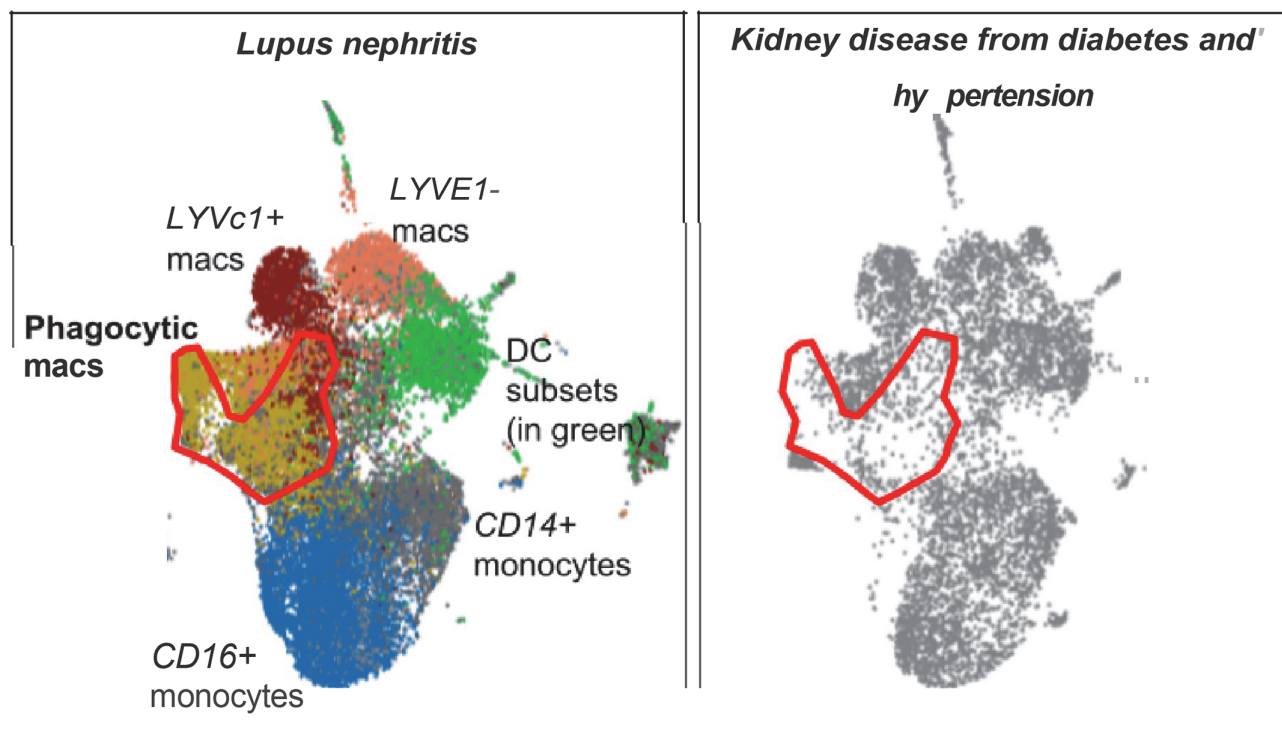 Lupus nephritis
Kidney disease from diabetes and
hy pertension
LYVE1-
macs
LYVc1+
macs
Phagocytic
macs
DC
subsets
(in green)
CD14+
monocytes
CD16+
monocytes